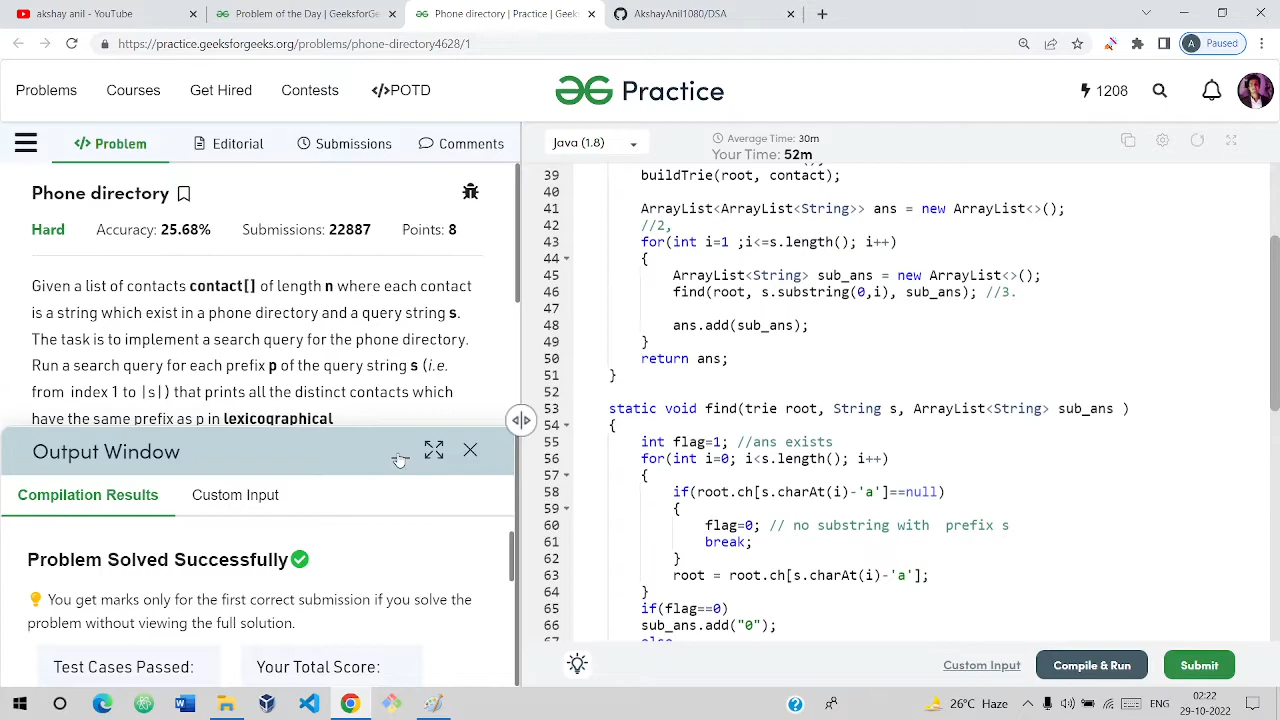 akshay anil - YouTube
Problem of the Day | GeeksforGe
Phone directory | Practice | Geek
AkshayAnil1080/DSA
https://practice.geeksforgeeks.org/problems/phone-directory4628/1
A Paused
Problems Courses Get Hired Contests </>POTD
Practice
1208
</> Problem Editorial Submissions Comments
Java (1.8)
Average Time: 30m
Your Time: 52m
Phone directory
Hard Accuracy: 25.68% Submissions: 22887 Points: 8
Given a list of contacts contact[] of length n where each contact
is a string which exist in a phone directory and a query string s.
The task is to implement a search query for the phone directory.
Run a search query for each prefix p of the query string s (i.e.
from index 1 to |s|) that prints all the distinct contacts which
have the same prefix as p in lexicographical
Output Window
Compilation Results Custom Input
Problem Solved Successfully
You get marks only for the first correct submission if you solve the
problem without viewing the full solution.
Test Cases Passed: Your Total Score:
39 buildTrie(root, contact);
40
41 ArrayList<ArrayList<String>> ans = new ArrayList<>();
42 //2,
43 for(int i=1 ;i<=s.length(); i++)
44 {
45 ArrayList<String> sub_ans = new ArrayList<>();
46 find(root, s.substring(0,i), sub_ans); //3.
47
48 ans.add(sub_ans);
49 }
50 return ans;
51 }
52
53 static void find(trie root, String s, ArrayList<String> sub_ans )
54 {
55 int flag=1; //ans exists
56 for(int i=0; i<s.length(); i++)
57 {
58 if(root.ch[s.charAt(i)-'a']==null)
59 {
60 flag=0; // no substring with prefix s
61 break;
62 }
63 root = root.ch[s.charAt(i)-'a'];
64 }
65 if(flag==0)
66 sub_ans.add("0");
67 else
Custom Input Compile & Run Submit
26°C Haze
02:22
29-10-2022